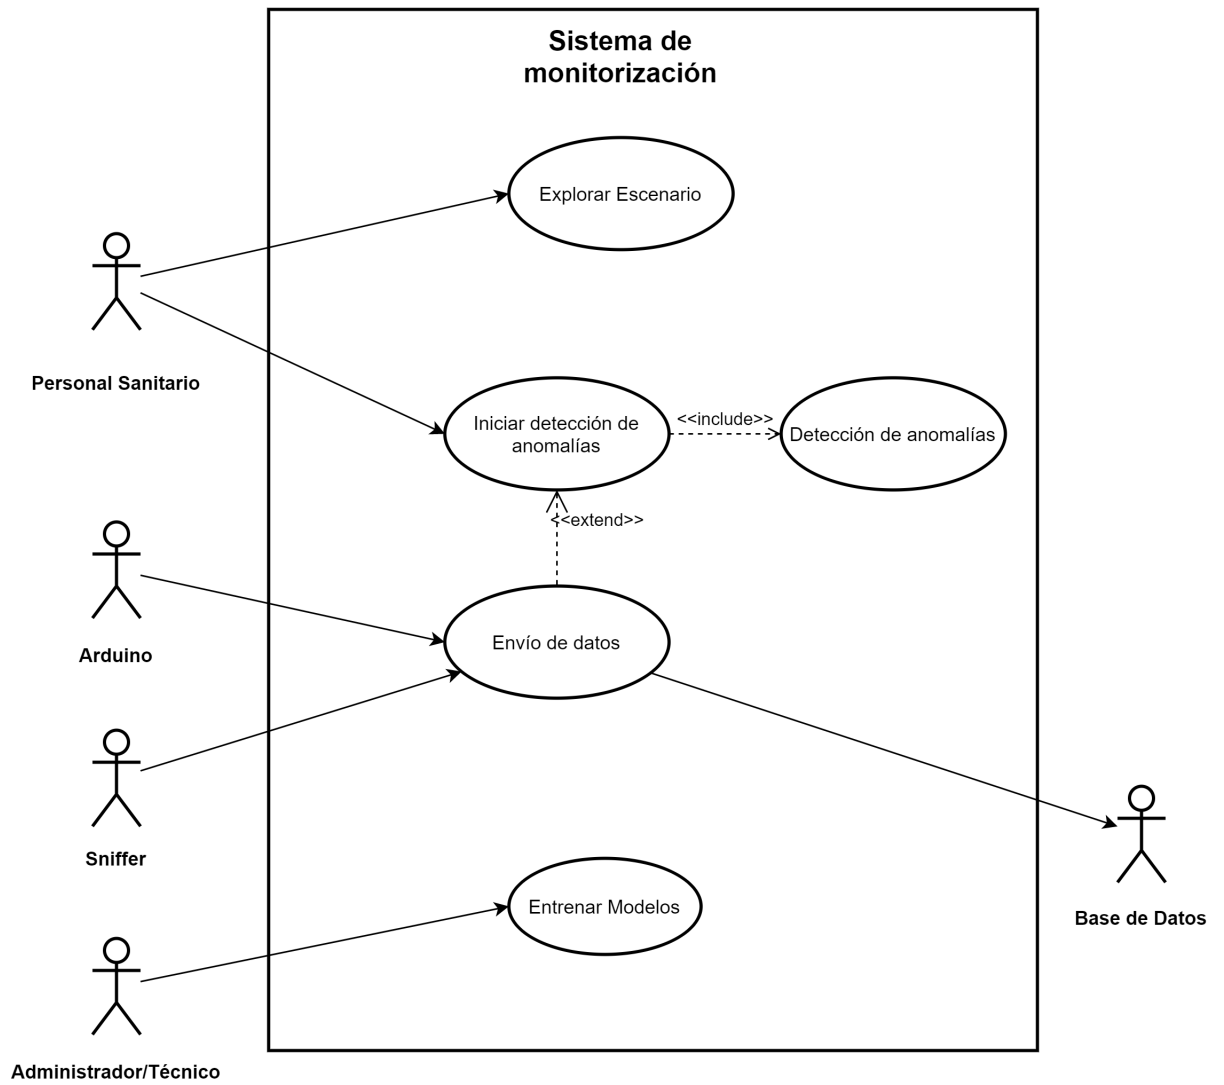 Sistema de
monitorización
Explorar Escenario
Personal Sanitario
Iniciar detección de
anomalías
<<include>>
Detección de anomalías
<<extend>>
Arduino
Envío de datos
Sniffer
Entrenar Modelos
Base de Datos
Administrador/Técnico